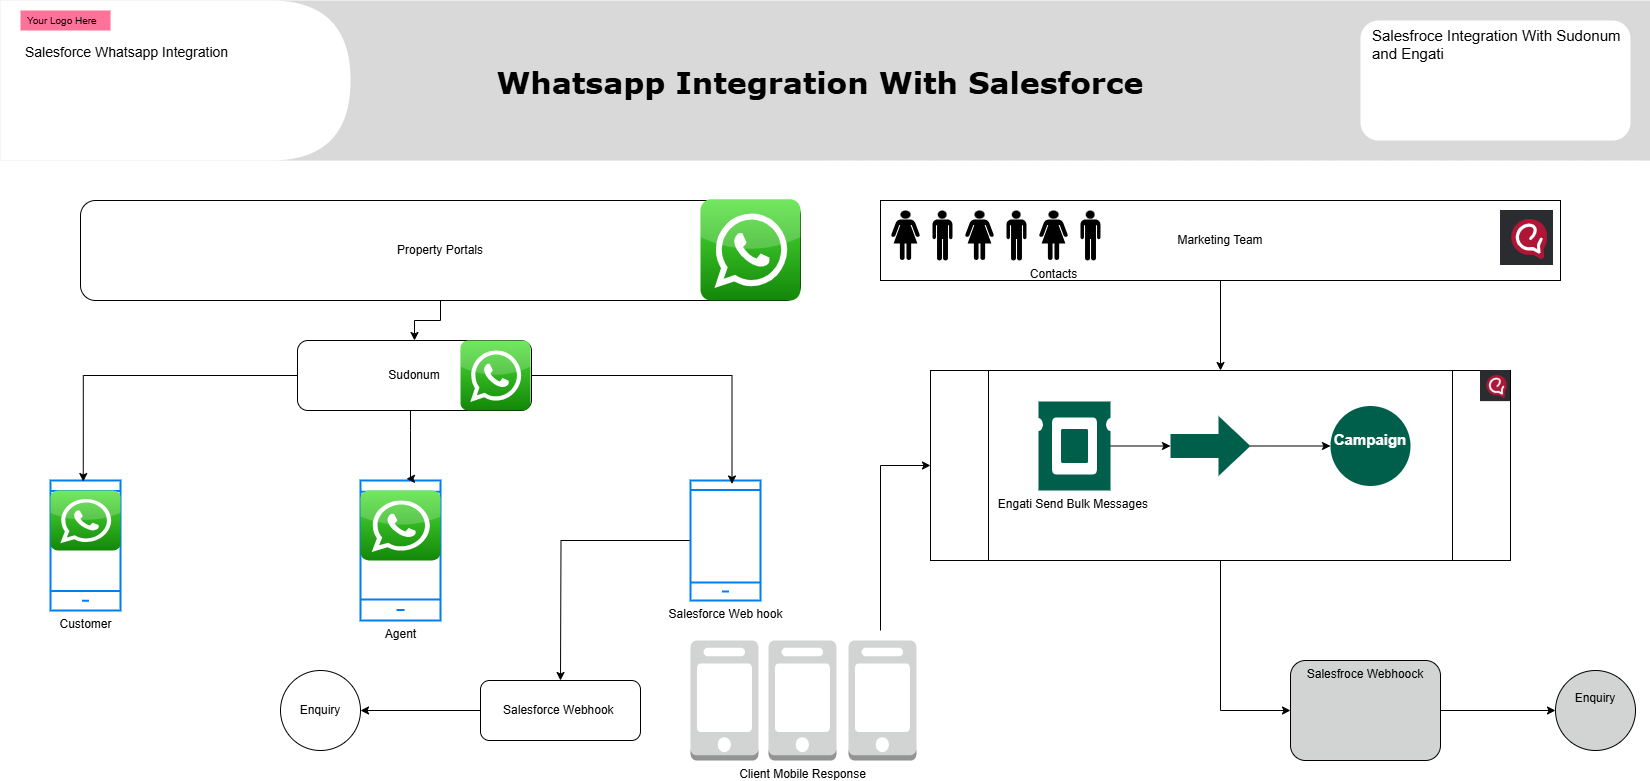 Your Logo Here
Salesforce Whatsapp Integration
Whatsapp Integration With Salesforce
Salesfroce Integration With Sudonum
and Engati
Property Portals
Marketing Team
Contacts
Sudonum
Campaign
Engati Send Bulk Messages
Customer
Agent
Salesforce Web hook
Enquiry
Salesforce Webhook
Client Mobile Response
Salesfroce Webhoock
Enquiry